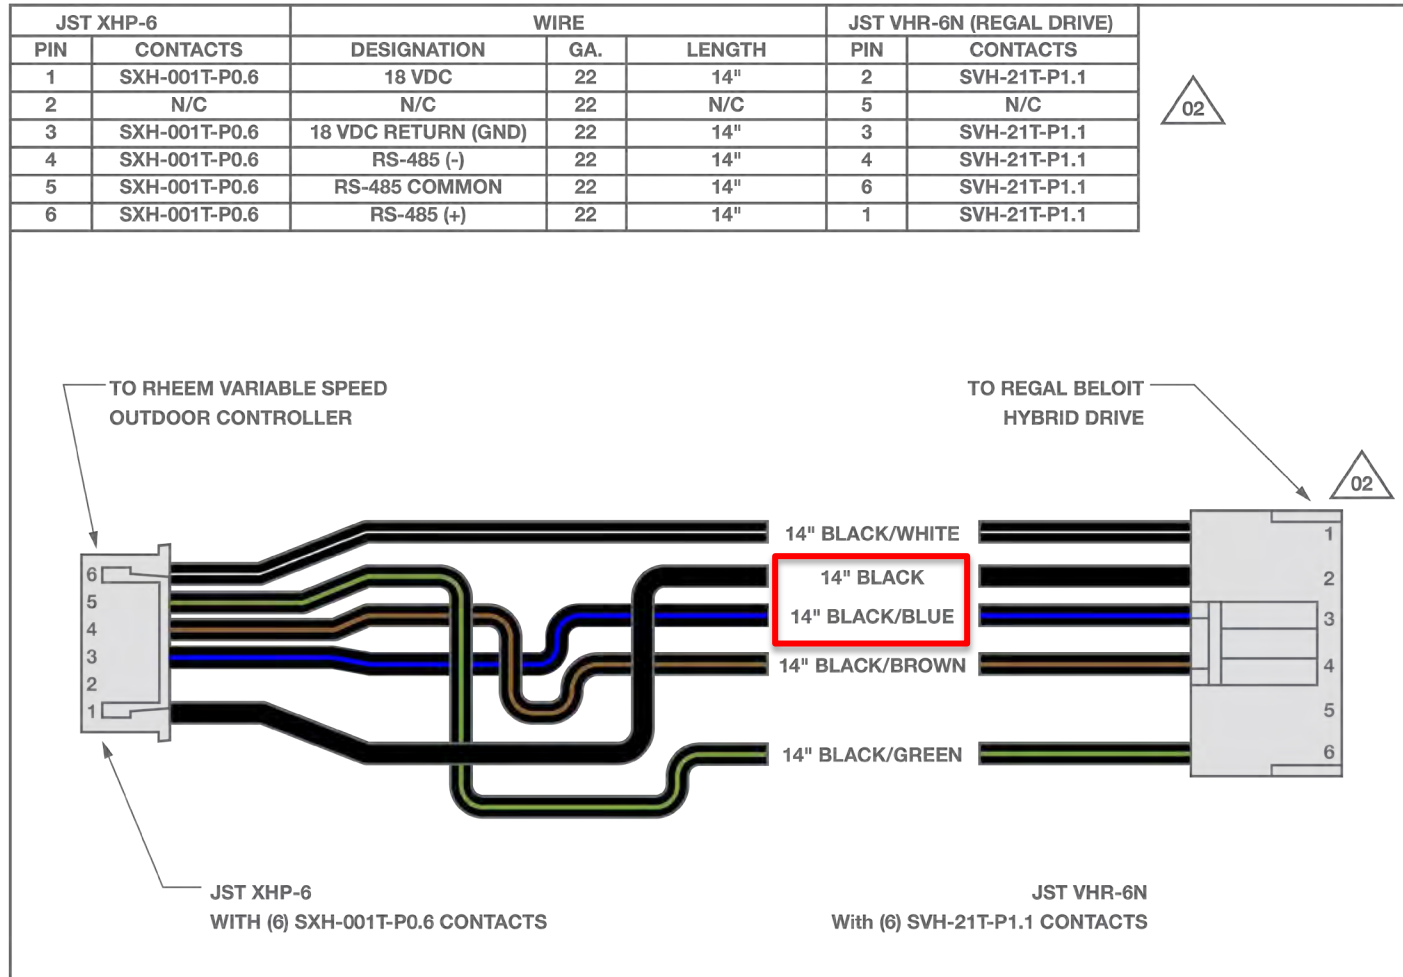 JST XHP-6 WIRE JST VHR-6N (REGAL DRIVE)
PIN CONTACTS DESIGNATION GA. LENGTH PIN CONTACTS
1 SXH-001T-P0.6 18 VDC 22 14" 2 SVH-21T-P1.1
2 N/C N/C 22 N/C 5 N/C
3 SXH-001T-P0.6 18 VDC RETURN (GND) 22 14" 3 SVH-21T-P1.1
4 SXH-001T-P0.6 RS-485 (-) 22 14" 4 SVH-21T-P1.1
5 SXH-001T-P0.6 RS-485 COMMON 22 14" 6 SVH-21T-P1.1
6 SXH-001T-P0.6 RS-485 (+) 22 14" 1 SVH-21T-P1.1
02
TO RHEEM VARIABLE SPEED
OUTDOOR CONTROLLER
TO REGAL BELOIT
HYBRID DRIVE
02
6
5
4
3
2
1
14" BLACK/WHITE
14" BLACK
14" BLACK/BLUE
14" BLACK/BROWN
14" BLACK/GREEN
1
2
3
4
5
6
JST XHP-6
WITH (6) SXH-001T-P0.6 CONTACTS
JST VHR-6N
With (6) SVH-21T-P1.1 CONTACTS